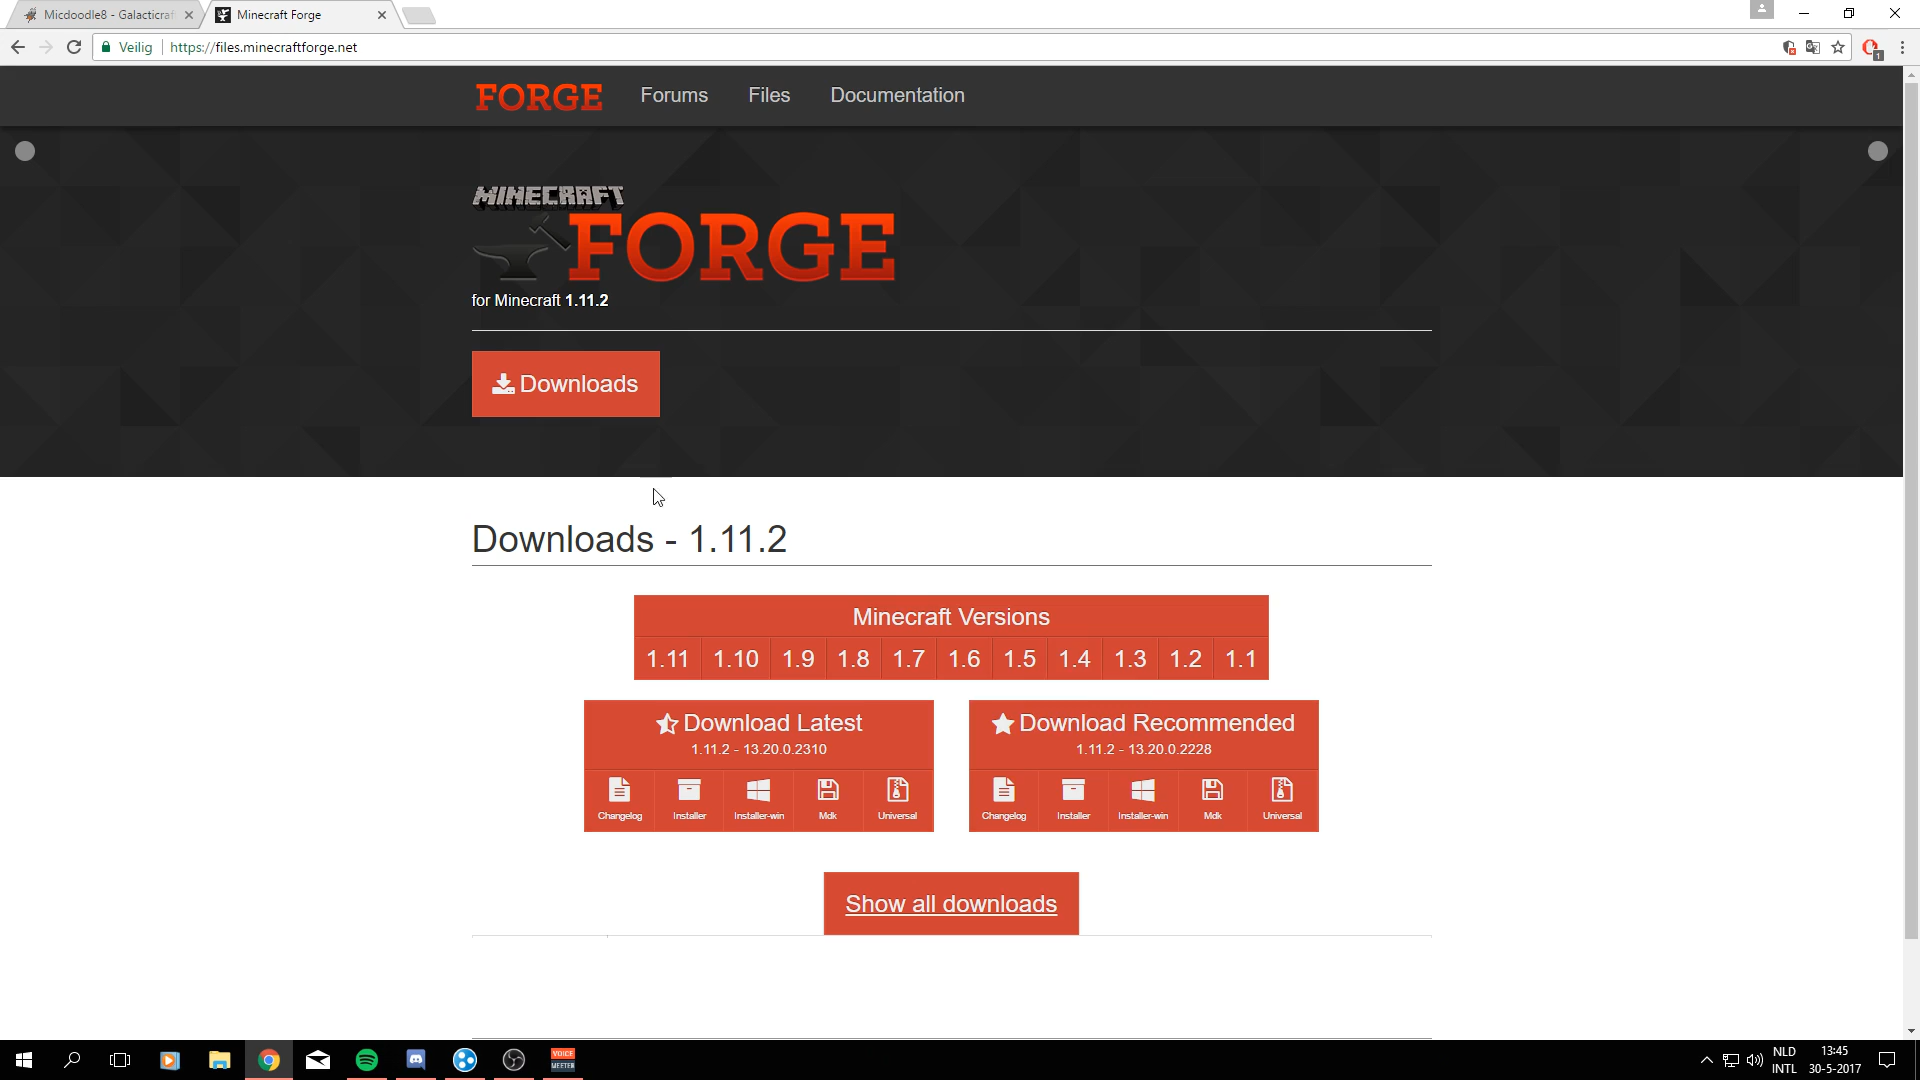 Micdoodle8 - Galacticraf
Minecraft Forge
Veilig
https://files.minecraftforge.net
1
FORGE
Forums
Files
Documentation
MINECRAFT
FORGE
for Minecraft 1.11.2
Downloads
Downloads - 1.11.2
Minecraft Versions
1.11 1.10 1.9 1.8 1.7 1.6 1.5 1.4 1.3 1.2 1.1
Download Latest
1.11.2 - 13.20.0.2310
Changelog Installer Installer-win Mdk Universal
Download Recommended
1.11.2 - 13.20.0.2228
Changelog Installer Installer-win Mdk Universal
Show all downloads
VOICE
MEETER
NLD
INTL
13:45
30-5-2017